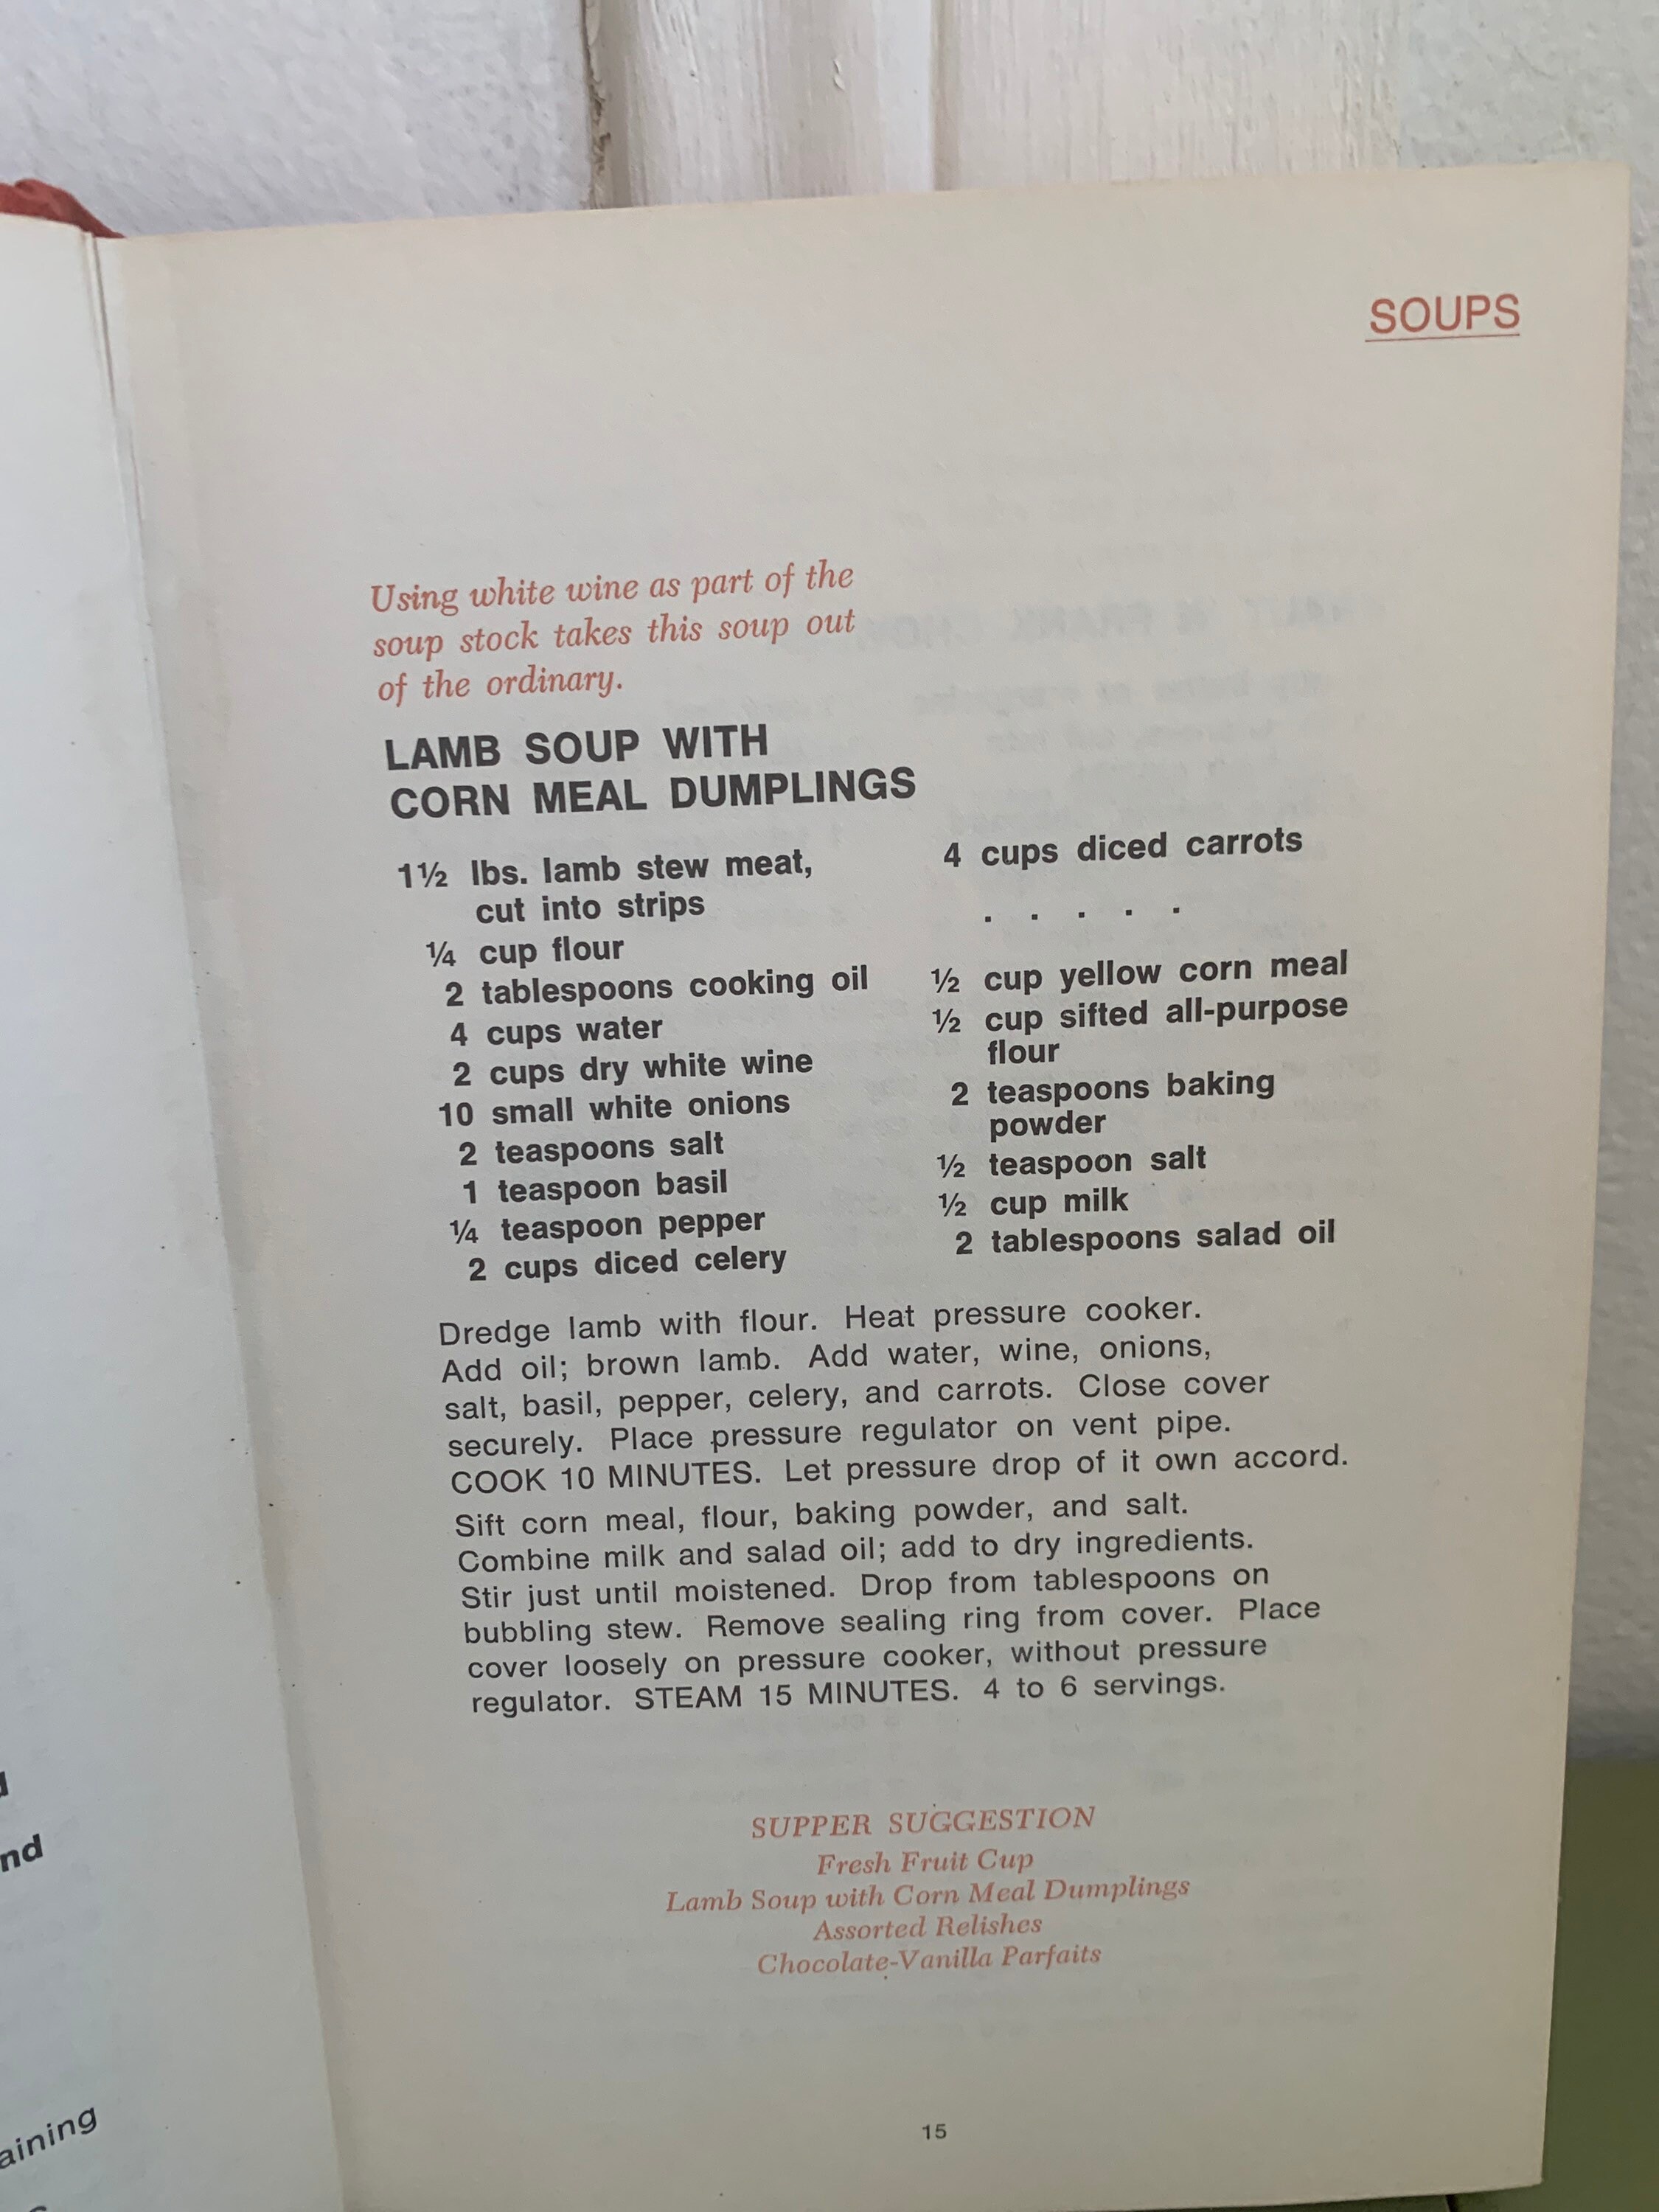 SOUPS
Using white wine as part of the
soup stock takes this soup out
of the ordinary.
LAMB SOUP WITH
CORN MEAL DUMPLINGS
1½ lbs. lamb stew meat,
cut into strips
¼ cup flour
2 tablespoons cooking oil
4 cups water
2 cups dry white wine
10 small white onions
2 teaspoons salt
1 teaspoon basil
¼ teaspoon pepper
2 cups diced celery
4 cups diced carrots
. . . . .
½ cup yellow corn meal
½ cup sifted all-purpose
flour
2 teaspoons baking
powder
½ teaspoon salt
½ cup milk
2 tablespoons salad oil
Dredge lamb with flour. Heat pressure cooker.
Add oil; brown lamb. Add water, wine, onions,
salt, basil, pepper, celery, and carrots. Close cover
securely. Place pressure regulator on vent pipe.
COOK 10 MINUTES. Let pressure drop of it own accord.
Sift corn meal, flour, baking powder, and salt.
Combine milk and salad oil; add to dry ingredients.
Stir just until moistened. Drop from tablespoons on
bubbling stew. Remove sealing ring from cover. Place
cover loosely on pressure cooker, without pressure
regulator. STEAM 15 MINUTES. 4 to 6 servings.
SUPPER SUGGESTION
Fresh Fruit Cup
Lamb Soup with Corn Meal Dumplings
Assorted Relishes
Chocolate-Vanilla Parfaits
15
nd
aining